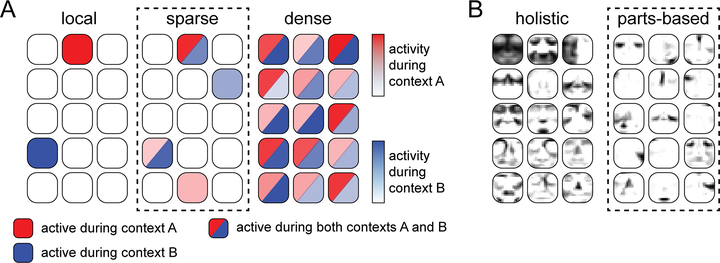 A
local
sparse
dense
activity
during
context A
activity
during
context B
active during context A
active during both contexts A and B
active during context B
B
holistic
parts-based